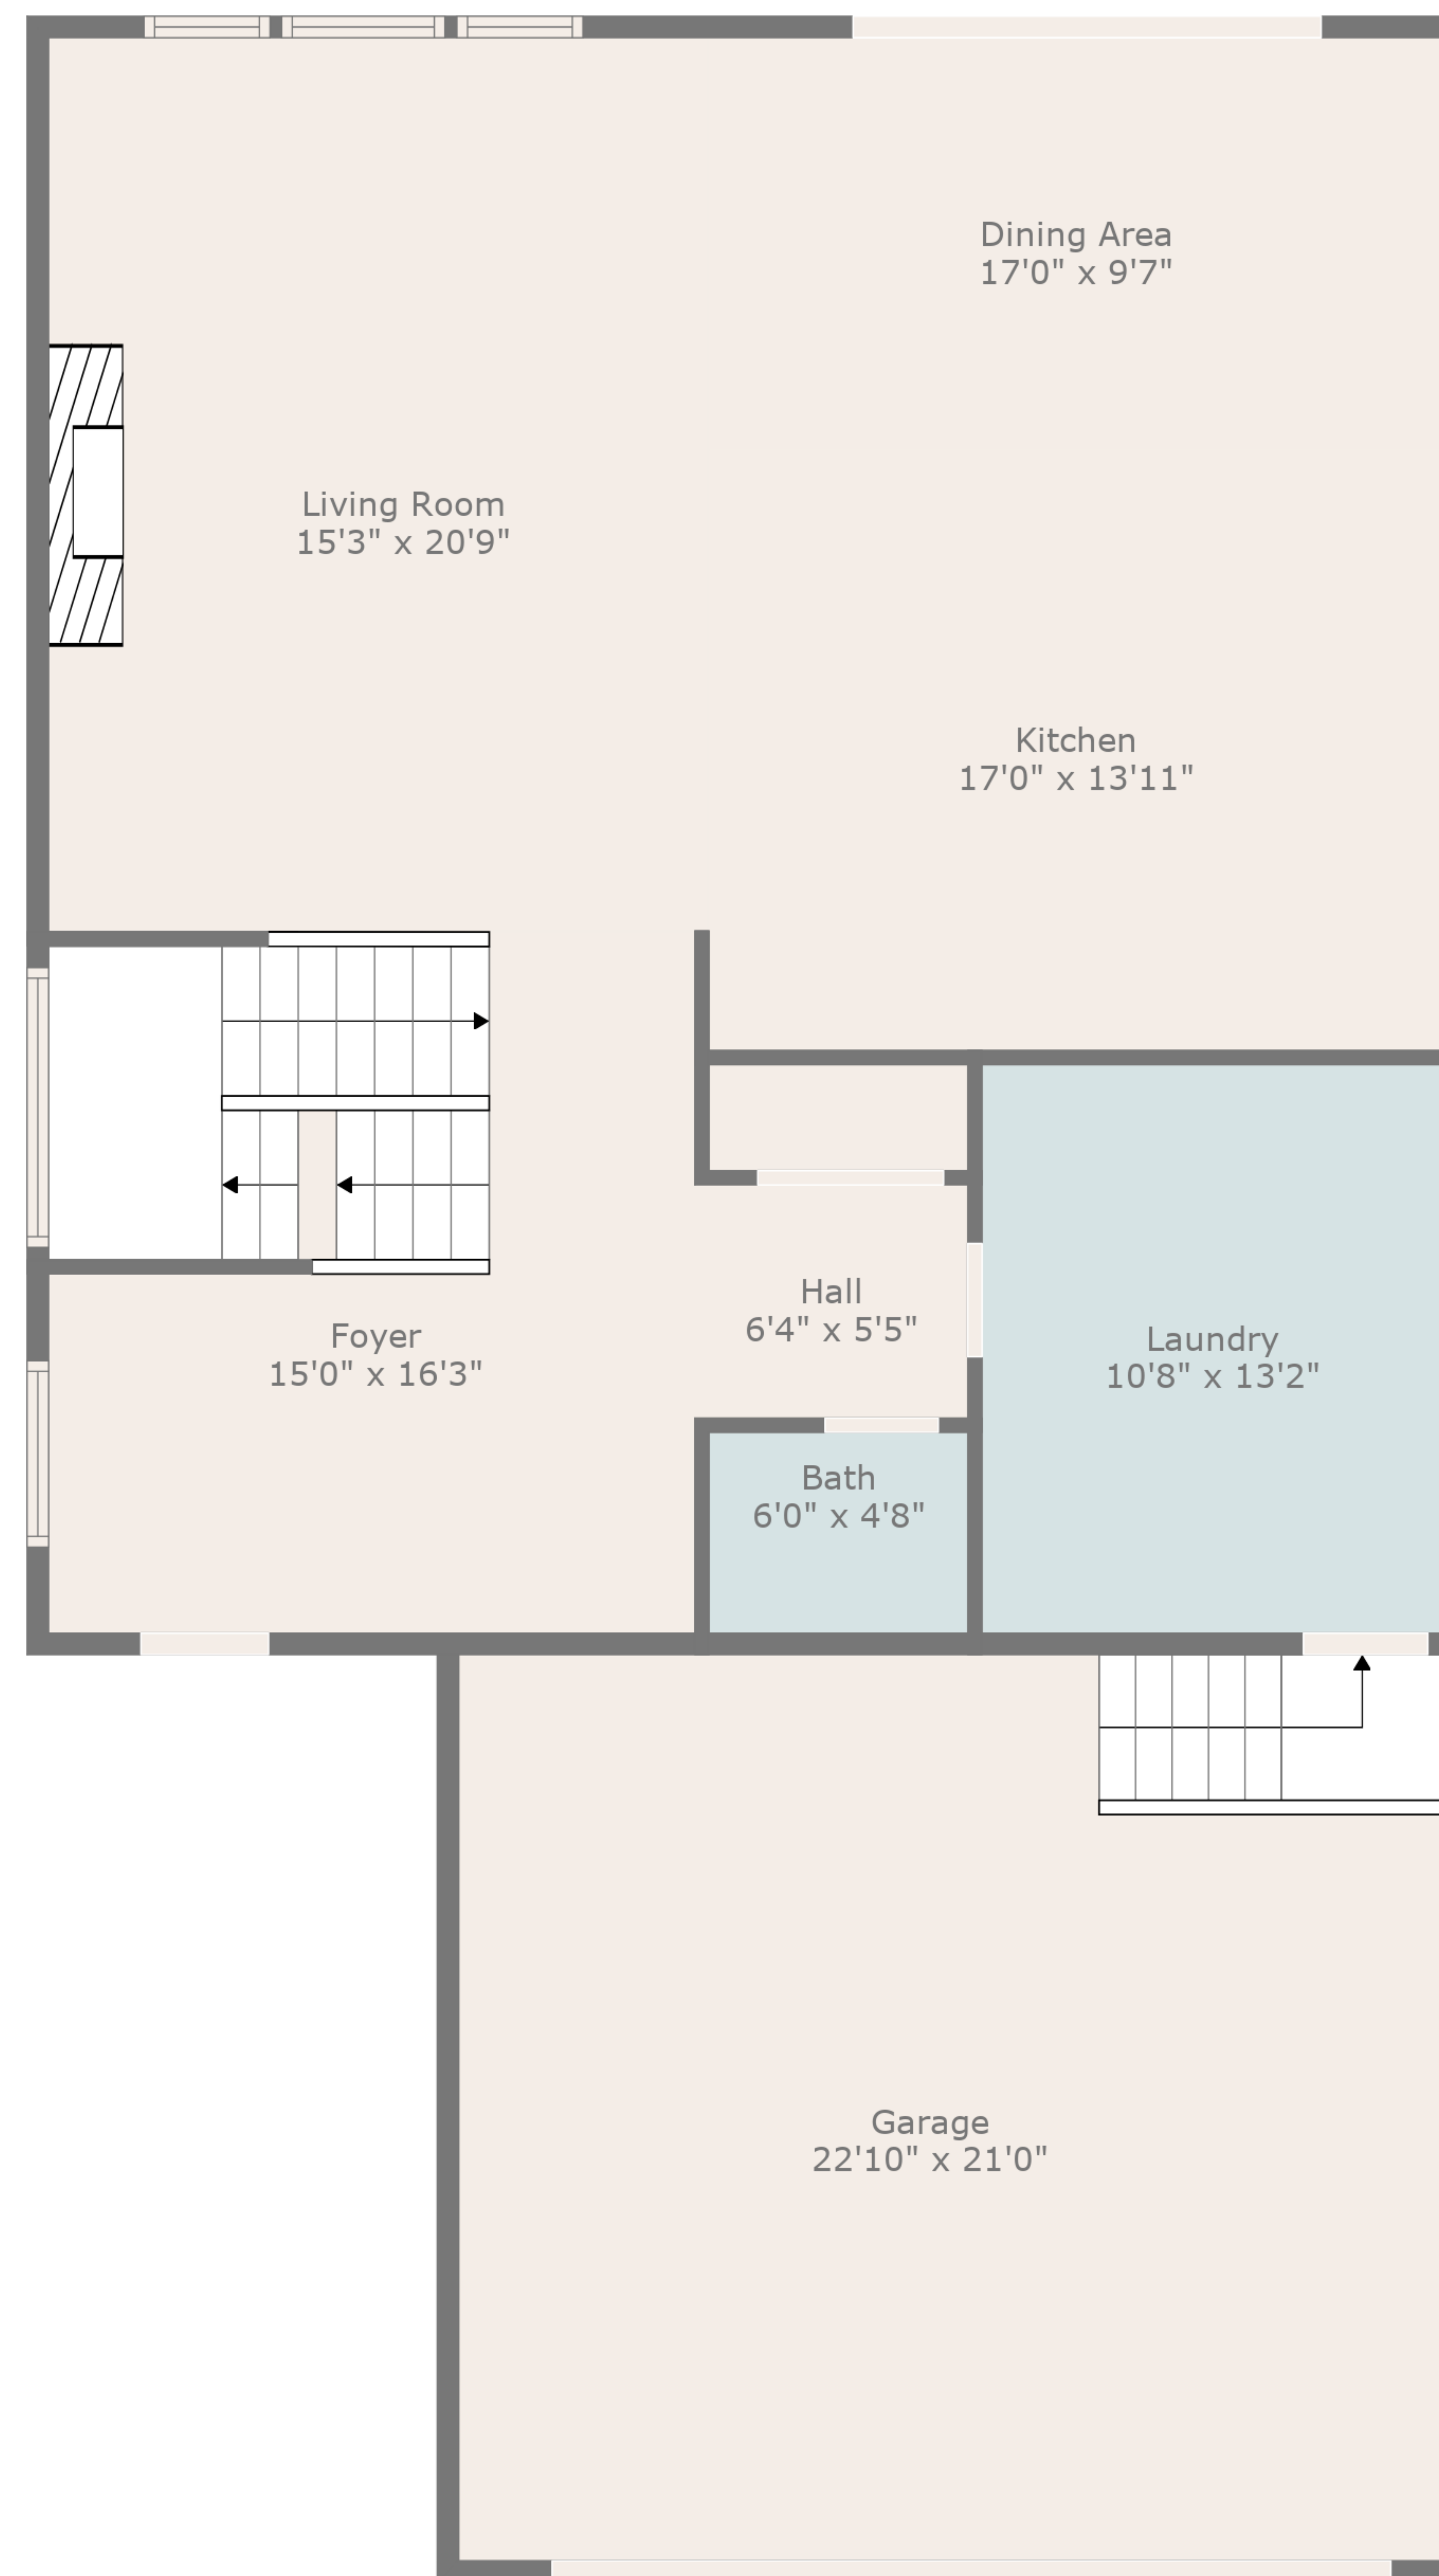 Dining Area
17'0" x 9'7"
Living Room
15'3" x 20'9"
Kitchen
17'0" x 13'11"
Hall
6'4" x 5'5"
Foyer
15'0" x 16'3"
Laundry
10'8" x 13'2"
Bath
6'0" x 4'8"
Garage
22'10" x 21'0"